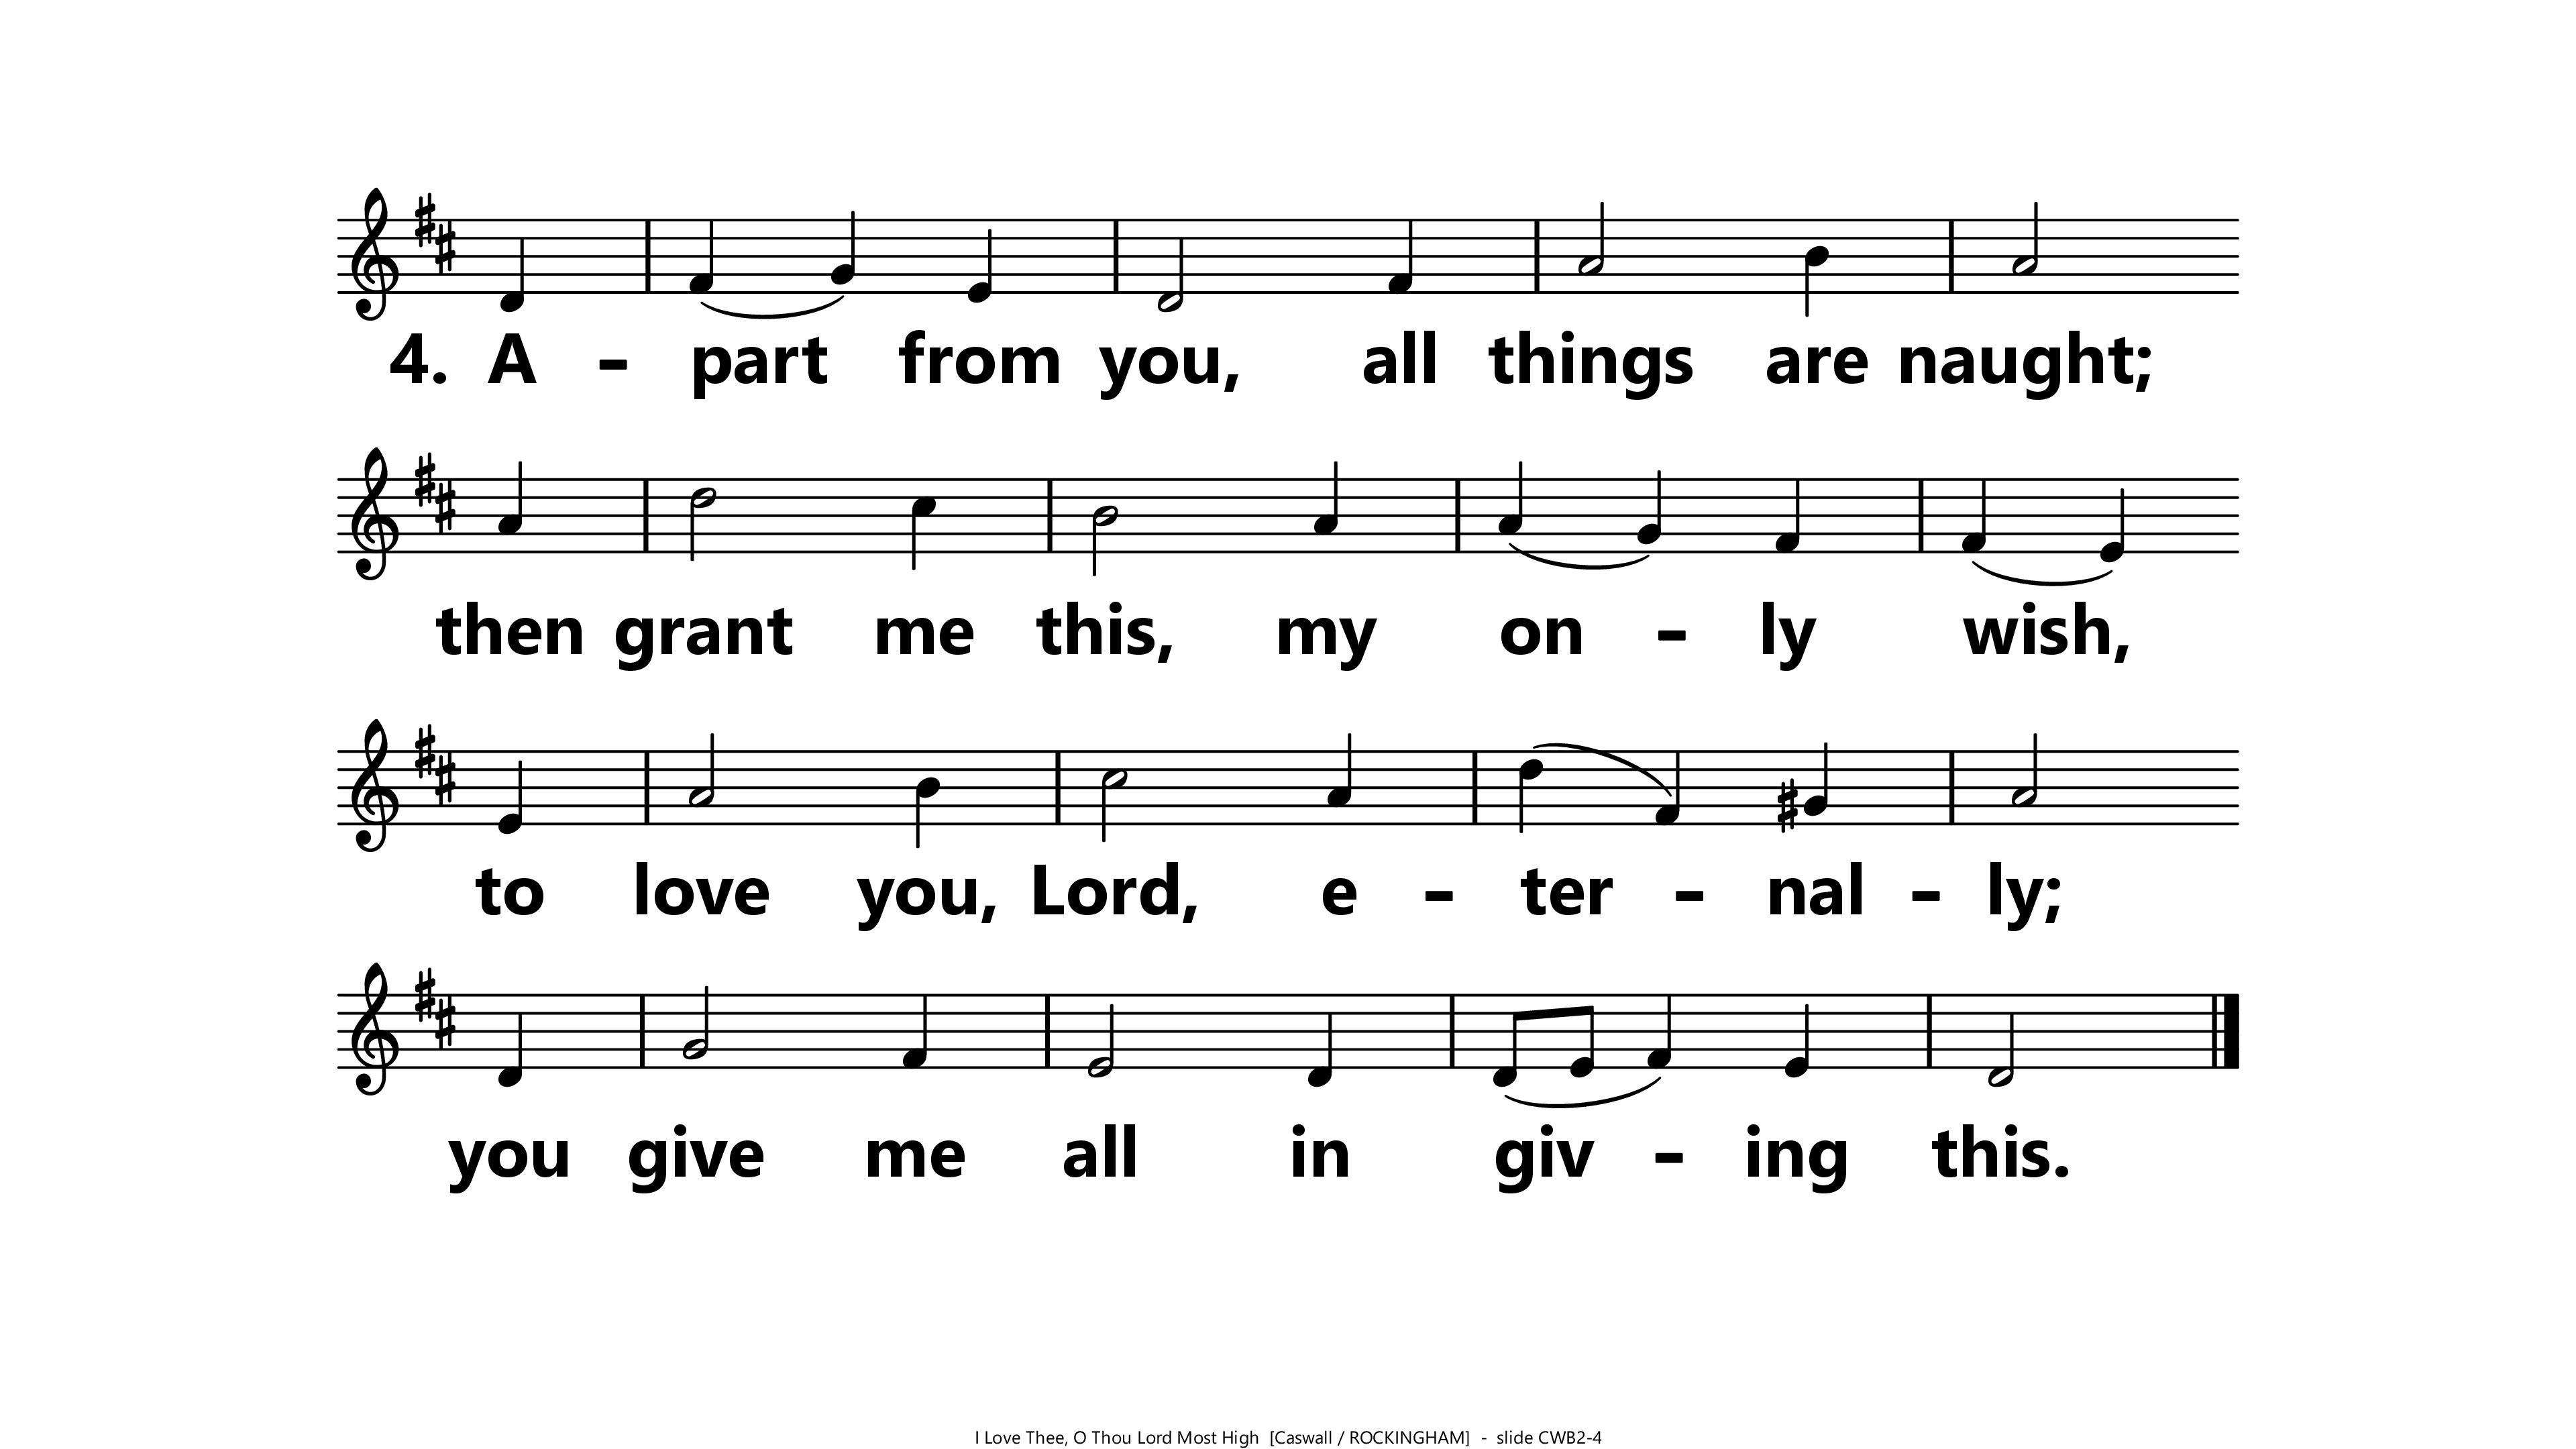 4. A - part from you, all things are naught;
then grant me this, my on - ly wish,
to love you, Lord, e - ter - nal - ly;
you give me all in giv - ing this.
I Love Thee, O Thou Lord Most High [Caswall / ROCKINGHAM] - slide CWB2-4